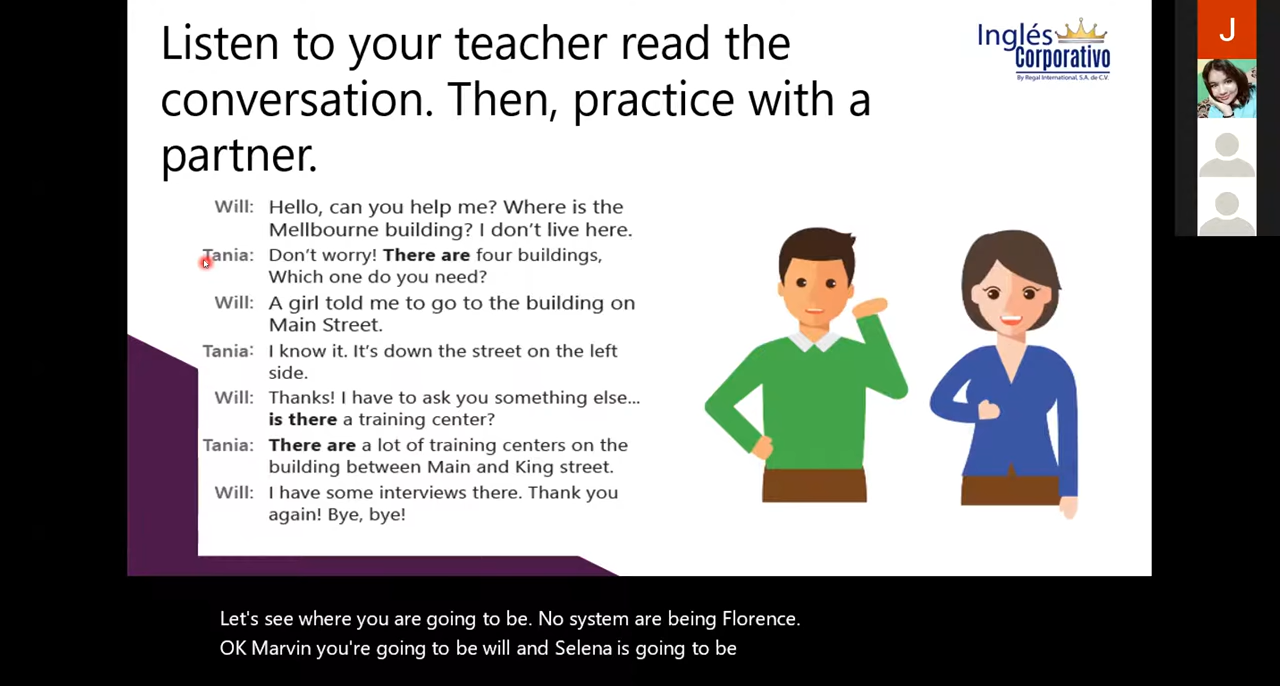 Listen to your teacher read the
conversation. Then, practice with a
partner.
Inglés
Corporativo
By Regal International, S.A. de C.V.
J
Will: Hello, can you help me? Where is the
Mellbourne building? I don't live here.
Tania: Don't worry! There are four buildings,
Which one do you need?
Will: A girl told me to go to the building on
Main Street.
Tania: I know it. It's down the street on the left
side.
Will: Thanks! I have to ask you something else...
is there a training center?
Tania: There are a lot of training centers on the
building between Main and King street.
Will: I have some interviews there. Thank you
again! Bye, bye!
Let's see where you are going to be. No system are being Florence.
OK Marvin you're going to be will and Selena is going to be